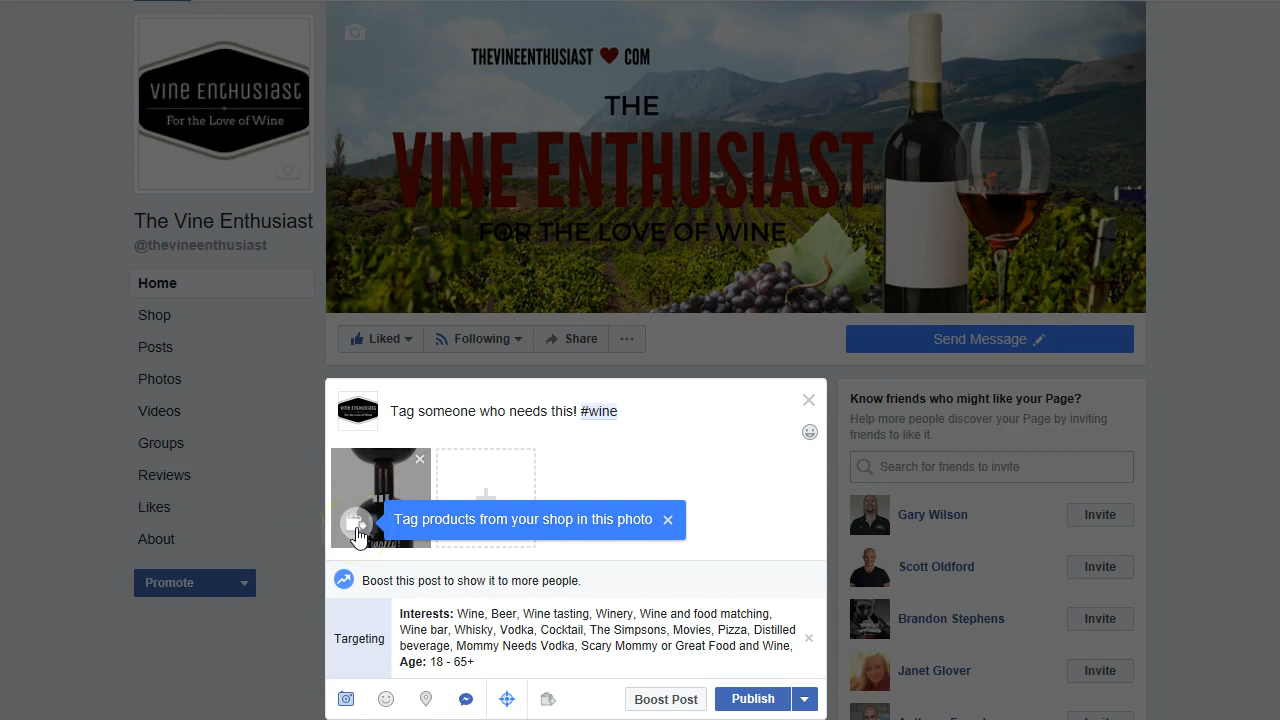 VINE ENTHUSIAST
For the Love of Wine
THEVINEENTHUSIAST COM
THE
VINE ENTHUSIAST
FOR THE LOVE OF WINE
The Vine Enthusiast
@thevineenthusiast
Home
Shop
Posts
Photos
Videos
Groups
Reviews
Likes
About
Promote
Liked
Following
Share
Send Message
VINE ENTHUSIAST
Tag someone who needs this! #wine
Tag products from your shop in this photo
Boost this post to show it to more people.
Targeting
Interests: Wine, Beer, Wine tasting, Winery, Wine and food matching,
Wine bar, Whisky, Vodka, Cocktail, The Simpsons, Movies, Pizza, Distilled
beverage, Mommy Needs Vodka, Scary Mommy or Great Food and Wine,
Age: 18 - 65+
Boost Post
Publish
Know friends who might like your Page?
Help more people discover your Page by inviting
friends to like it.
Search for friends to invite
Gary Wilson
Invite
Scott Oldford
Invite
Brandon Stephens
Invite
Janet Glover
Invite